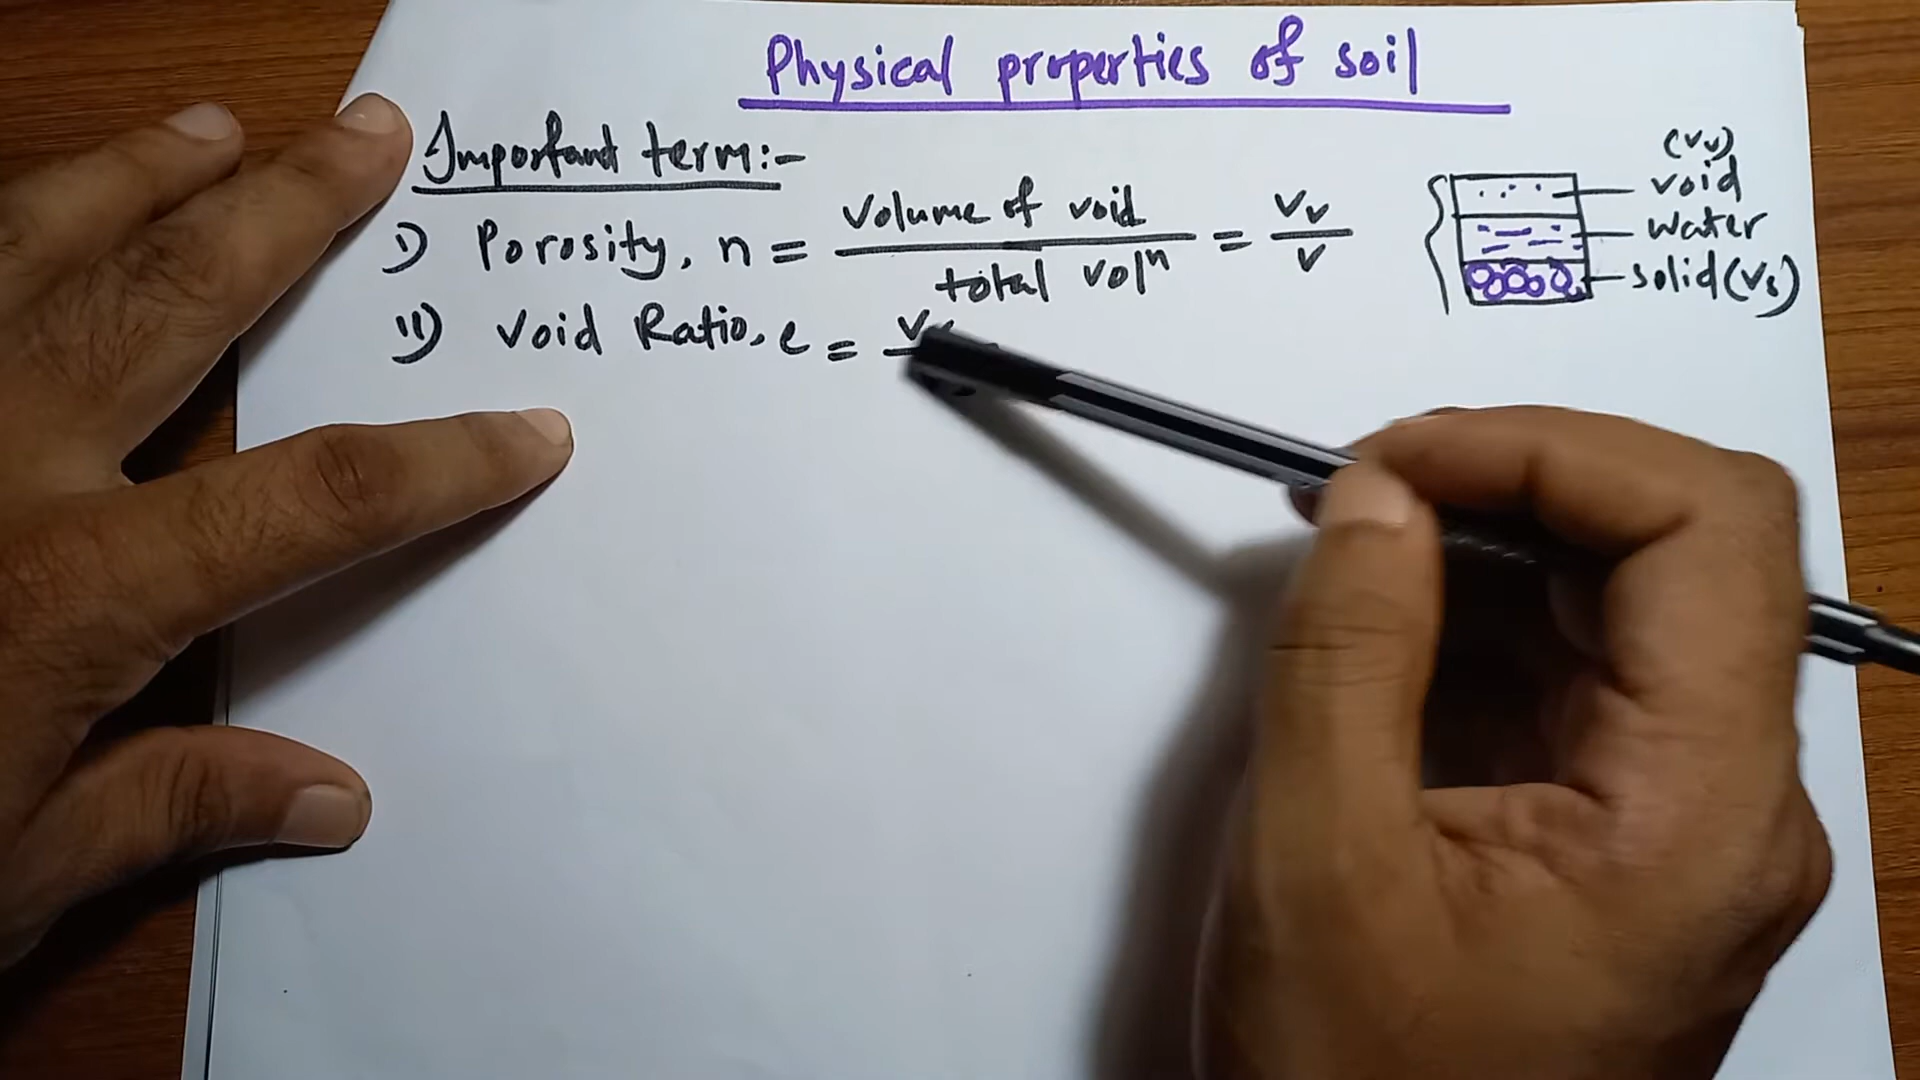 Physical properties of soil
Important term:-
i) Porosity, n = volume of void / total volⁿ = Vv / V
ii) Void Ratio, e =
(Vv)
void
water
solid (Vs)